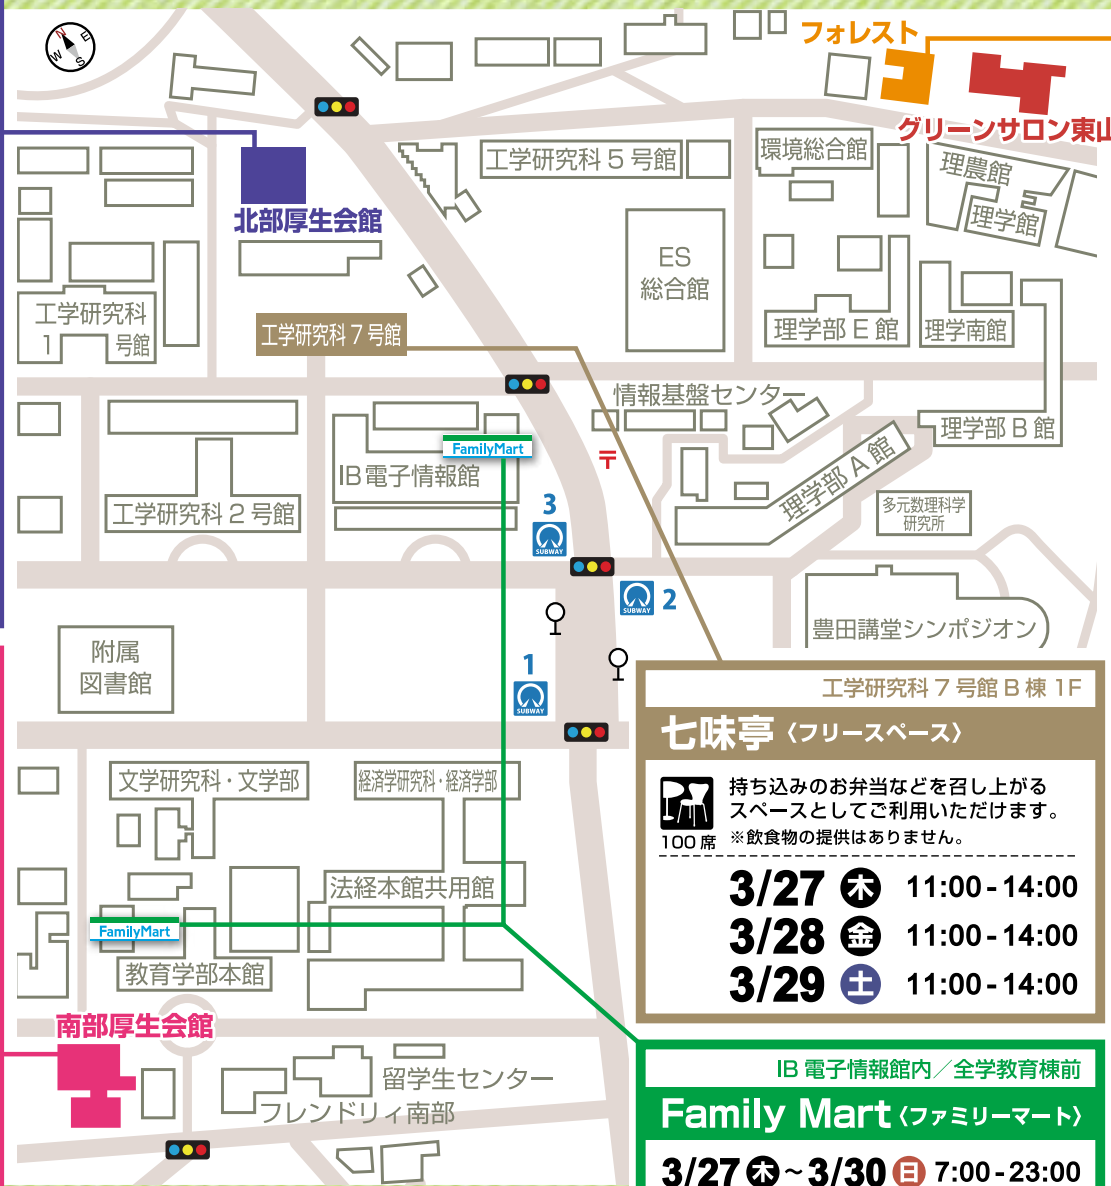 N
E
W
S
フォレスト
グリーンサロン東山
北部厚生会館
工学研究科 5 号館
環境総合館
理農館
理学館
ES
総合館
工学研究科
1 号館
工学研究科 7 号館
理学部 E 館
理学南館
情報基盤センター
理学部 B 館
FamilyMart
IB 電子情報館
理学部 A 館
工学研究科 2 号館
多元数理科学
研究所
〒
3
SUBWAY
SUBWAY 2
豊田講堂シンポジオン
附属
図書館
1
SUBWAY
工学研究科 7 号館 B 棟 1F
七味亭〈フリースペース〉
持ち込みのお弁当などを召し上がる
スペースとしてご利用いただけます。
100 席 ※飲食物の提供はありません。
3/27 木 11:00-14:00
3/28 金 11:00-14:00
3/29 土 11:00-14:00
文学研究科・文学部
経済学研究科・経済学部
法経本館共用館
FamilyMart
教育学部本館
南部厚生会館
留学生センター
フレンドリィ南部
IB 電子情報館内／全学教育棟前
Family Mart〈ファミリーマート〉
3/27 木 ~ 3/30 日 7:00-23:00